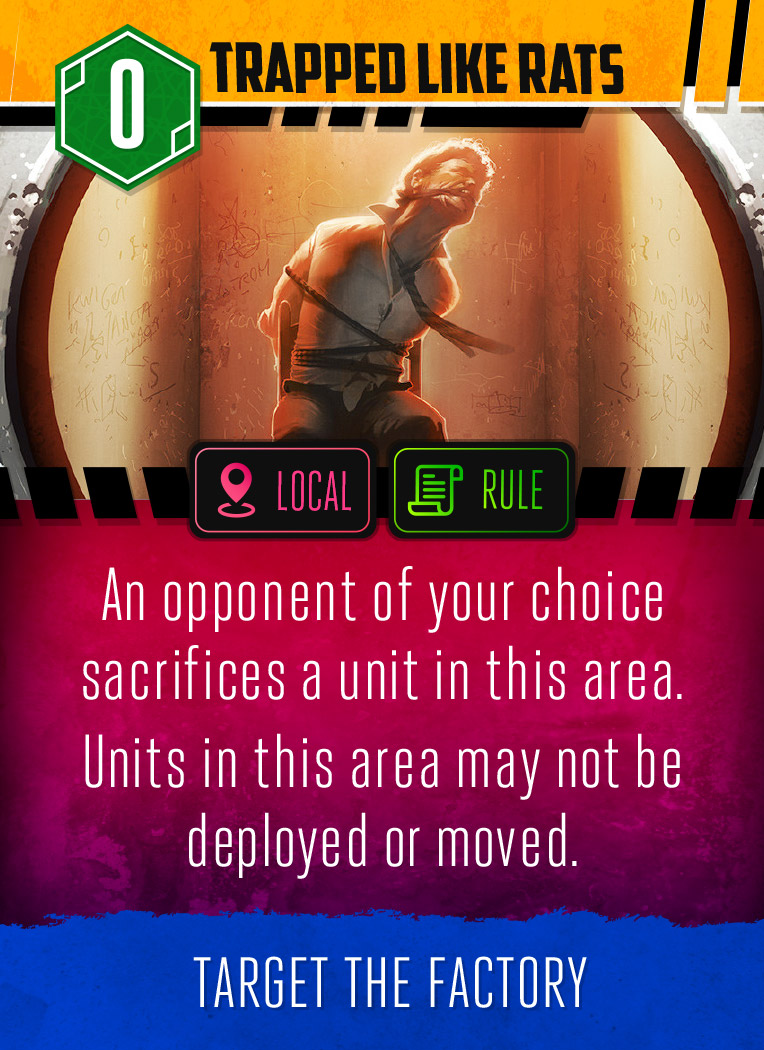 0
TRAPPED LIKE RATS
LOCAL
RULE
An opponent of your choice
sacrifices a unit in this area.
Units in this area may not be
deployed or moved.
TARGET THE FACTORY